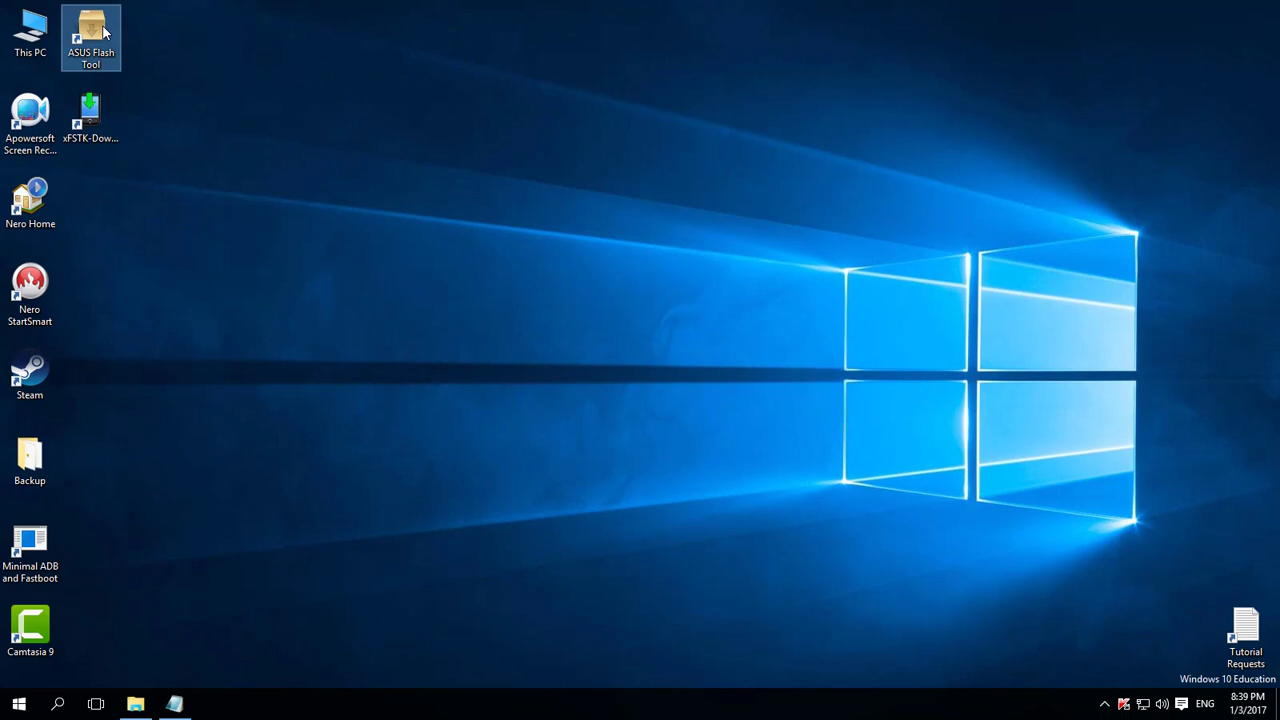 This PC
ASUS Flash
Tool
Apowersoft
Screen Rec...
xFSTK-Dow...
Nero Home
Nero
StartSmart
Steam
Backup
Minimal ADB
and Fastboot
Camtasia 9
Tutorial
Requests
Windows 10 Education
ENG
8:39 PM
1/3/2017